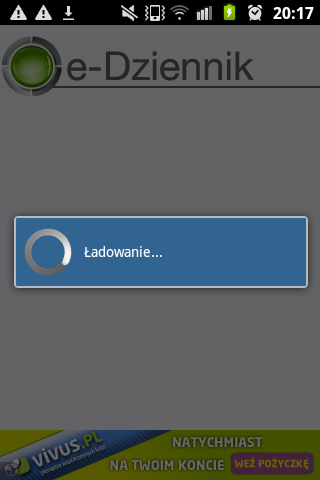 20:17
e-Dziennik
Ładowanie...
vivus.PL
NATYCHMIAST
NA TWOIM KONCIE
WEŹ POŻYCZKĘ